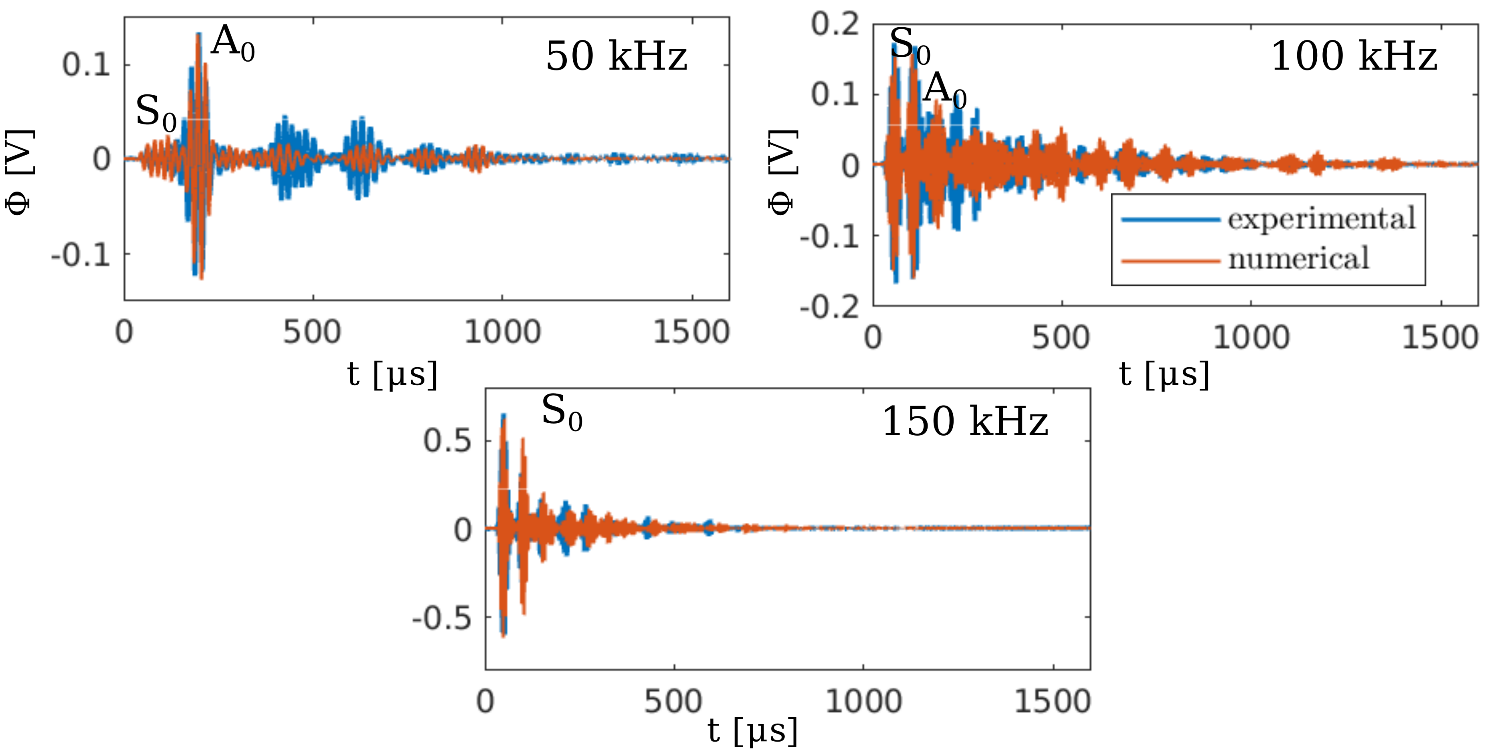 A₀
50 kHz
S₀
0.1
0
-0.1
Φ [V]
0 500 1000 1500
t [µs]
0.2
S₀
100 kHz
A₀
0.1
0
-0.1
-0.2
Φ [V]
experimental
numerical
0 500 1000 1500
t [µs]
S₀
150 kHz
0.5
0
-0.5
0 500 1000 1500
t [µs]